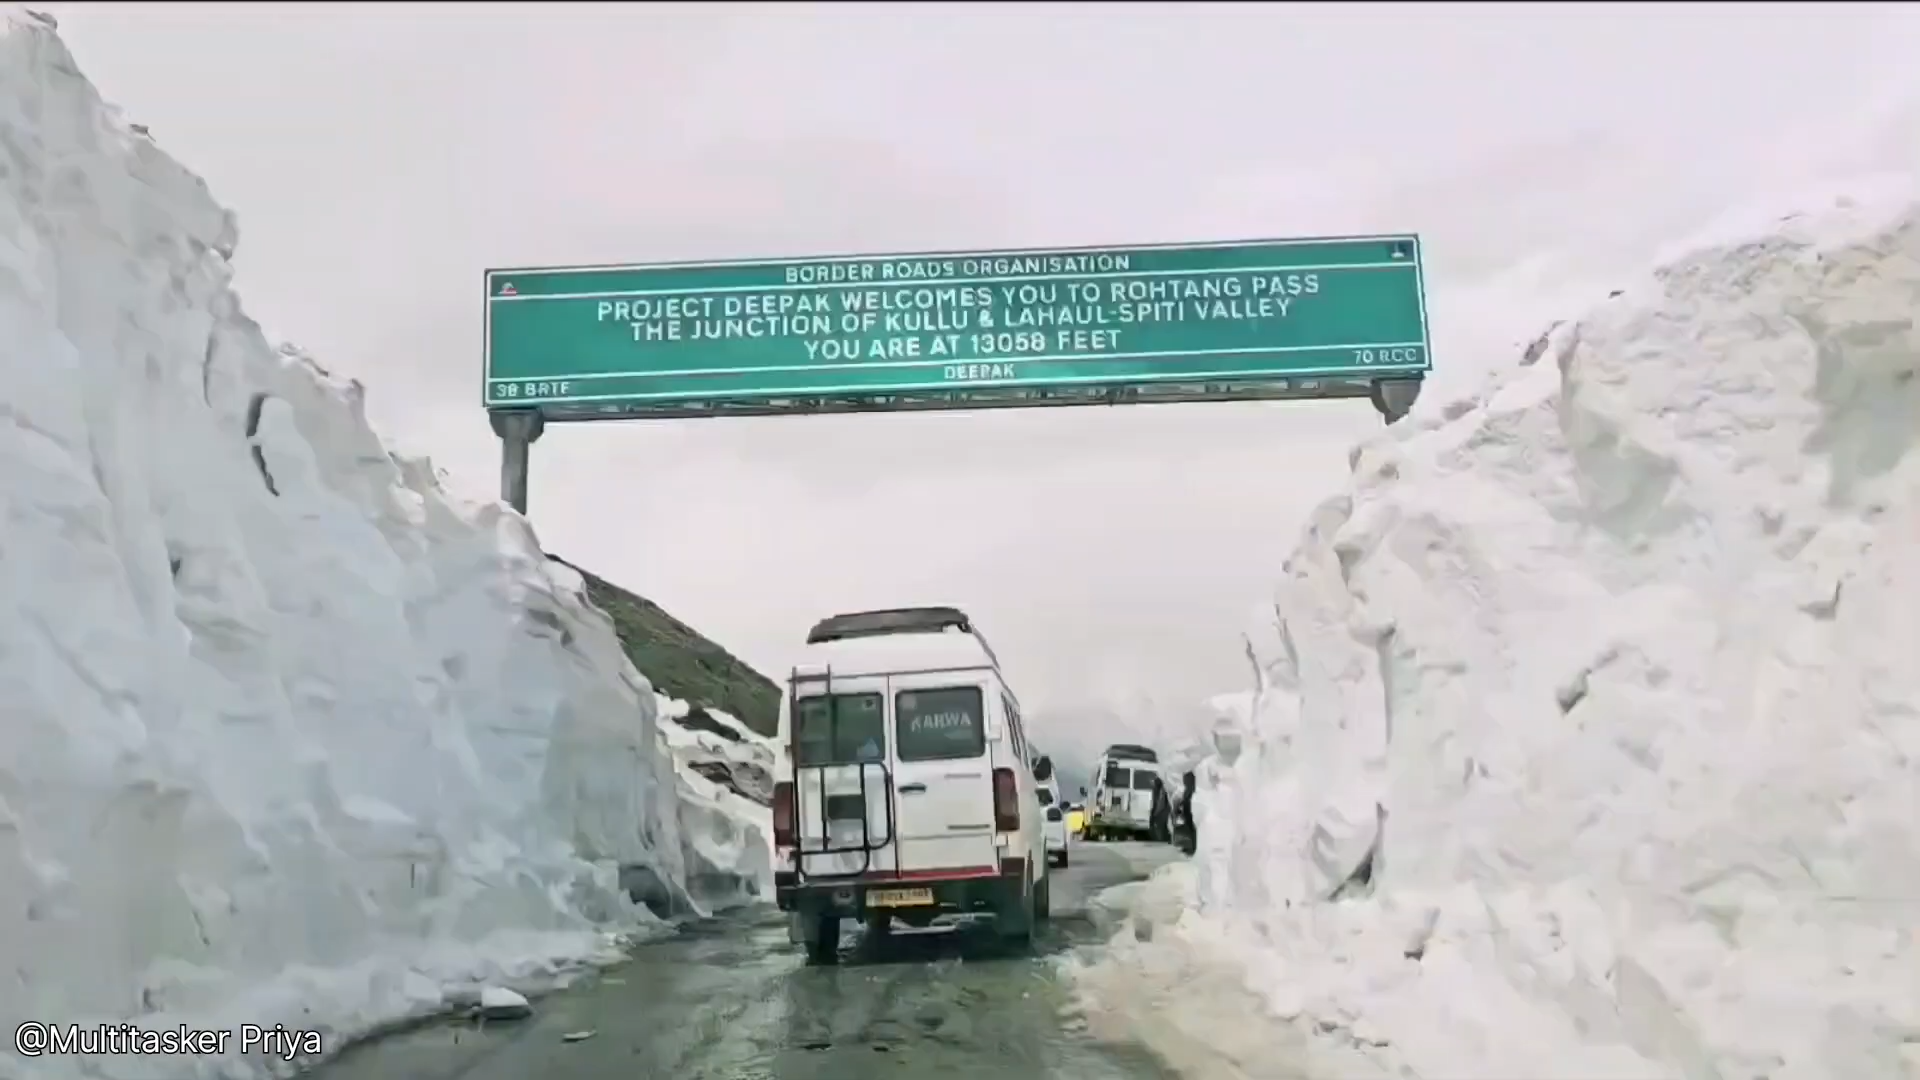 BORDER ROADS ORGANISATION
PROJECT DEEPAK WELCOMES YOU TO ROHTANG PASS
THE JUNCTION OF KULLU & LAHAUL-SPITI VALLEY
YOU ARE AT 13058 FEET
DEEPAK
38 BRTF
70 RCC
KARWA
@Multitasker Priya